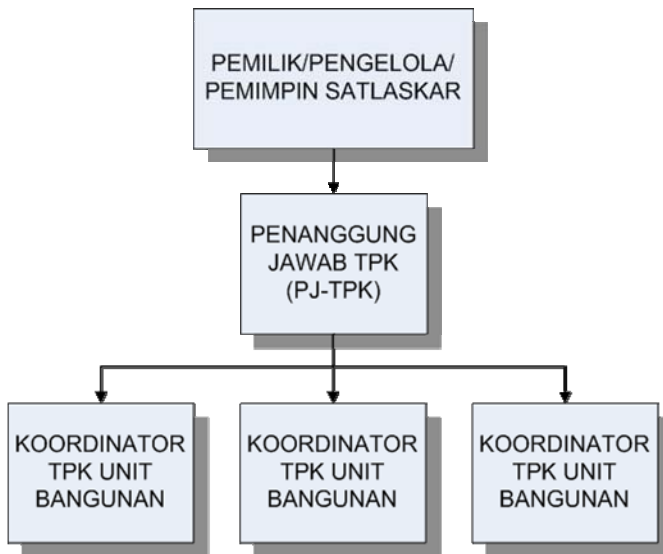 PEMILIK/PENGELOLA/
PEMIMPIN SATLASKAR
PENANGGUNG
JAWAB TPK
(PJ-TPK)
KOORDINATOR
TPK UNIT
BANGUNAN
KOORDINATOR
TPK UNIT
BANGUNAN
KOORDINATOR
TPK UNIT
BANGUNAN